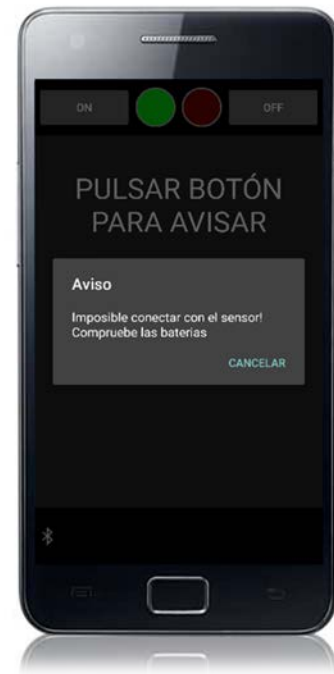 ON
OFF
PULSAR BOTÓN
PARA AVISAR
Aviso
Imposible conectar con el sensor!
Compruebe las baterias
CANCELAR